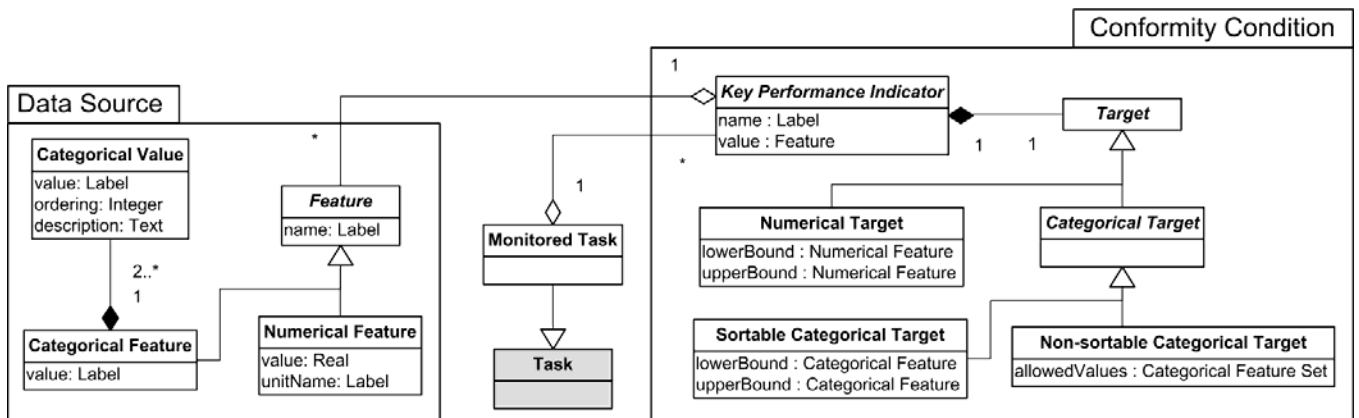 Conformity Condition
Data Source
1
Key Performance Indicator
name : Label
value : Feature
Target
1
1
*
*
Categorical Value
value: Label
ordering: Integer
description: Text
Feature
name: Label
1
Monitored Task
Numerical Target
lowerBound : Numerical Feature
upperBound : Numerical Feature
Categorical Target
2..*
1
Categorical Feature
value: Label
Numerical Feature
value: Real
unitName: Label
Task
Sortable Categorical Target
lowerBound : Categorical Feature
upperBound : Categorical Feature
Non-sortable Categorical Target
allowedValues : Categorical Feature Set